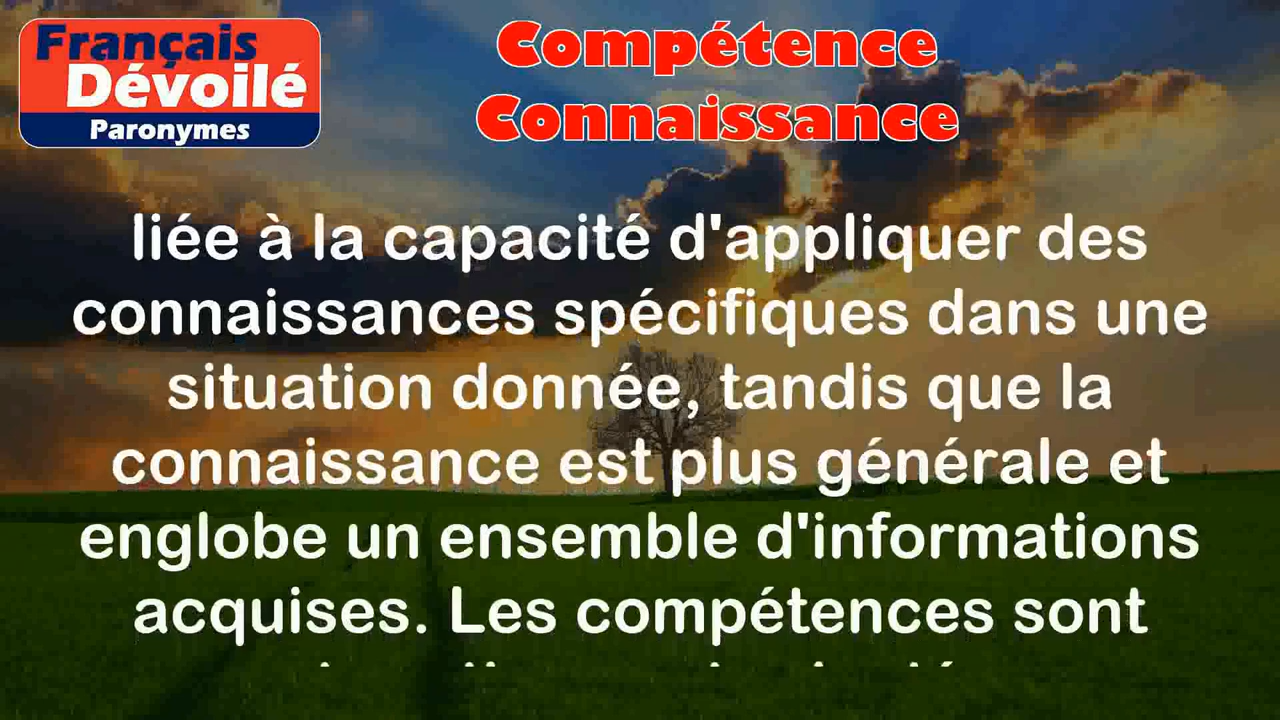 Français
Dévoilé
Paronymes
Compétence
Connaissance
liée à la capacité d'appliquer des
connaissances spécifiques dans une
situation donnée, tandis que la
connaissance est plus générale et
englobe un ensemble d'informations
acquises. Les compétences sont